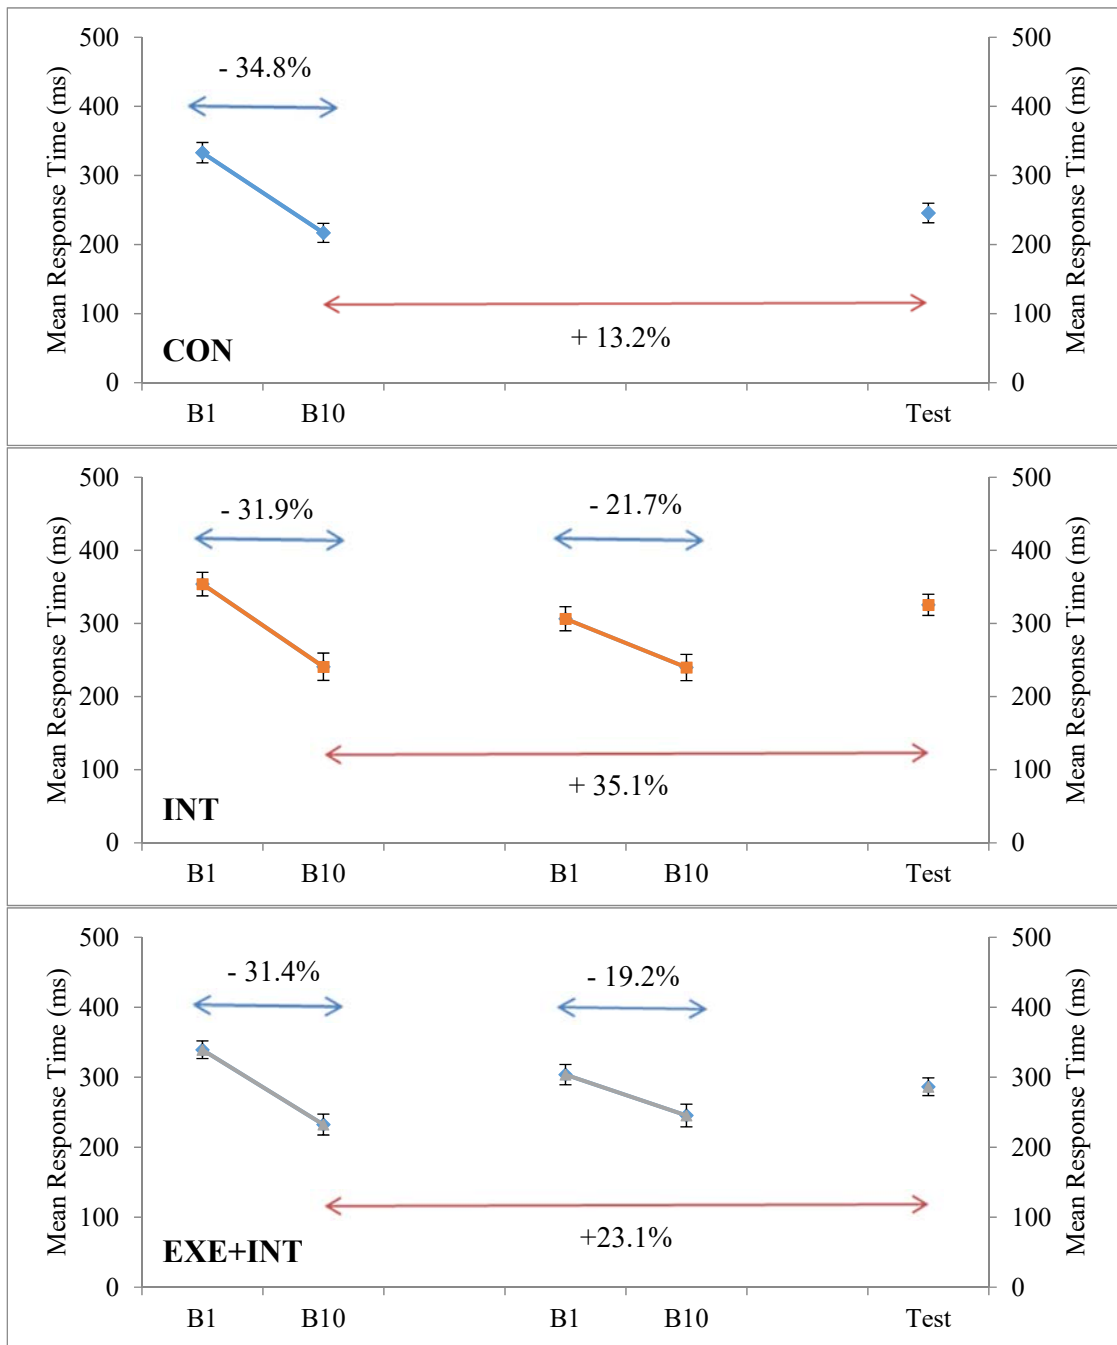 Mean Response Time (ms)
500
400
300
200
100
0
- 34.8%
+ 13.2%
CON
B1
B10
Test
500
400
300
200
100
0
Mean Response Time (ms)
Mean Response Time (ms)
500
400
300
200
100
0
- 31.9%
- 21.7%
+ 35.1%
INT
B1
B10
B1
B10
Test
500
400
300
200
100
0
Mean Response Time (ms)
Mean Response Time (ms)
500
400
300
200
100
0
- 31.4%
- 19.2%
+23.1%
EXE+INT
B1
B10
B1
B10
Test
500
400
300
200
100
0
Mean Response Time (ms)